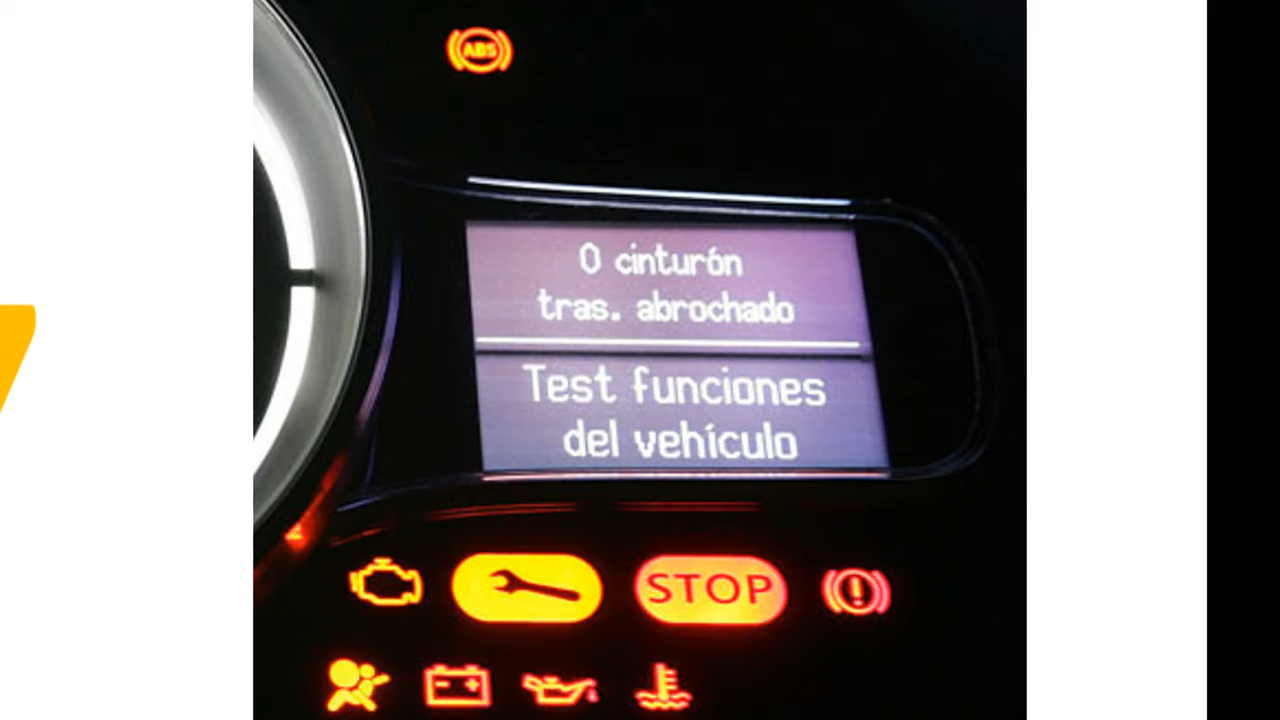 ABS
0 cinturón
tras. abrochado
Test funciones
del vehículo
STOP